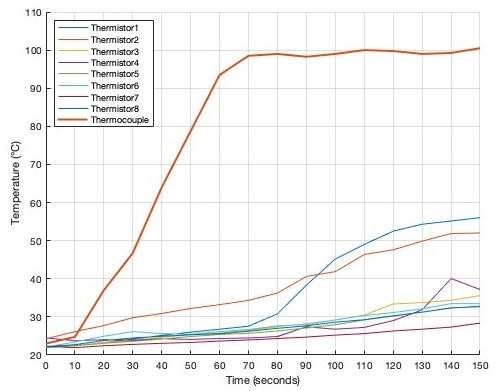 110
100
90
80
70
60
50
40
30
20
Temperature (°C)
Thermistor1
Thermistor2
Thermistor3
Thermistor4
Thermistor5
Thermistor6
Thermistor7
Thermistor8
Thermocouple
0 10 20 30 40 50 60 70 80 90 100 110 120 130 140 150
Time (seconds)